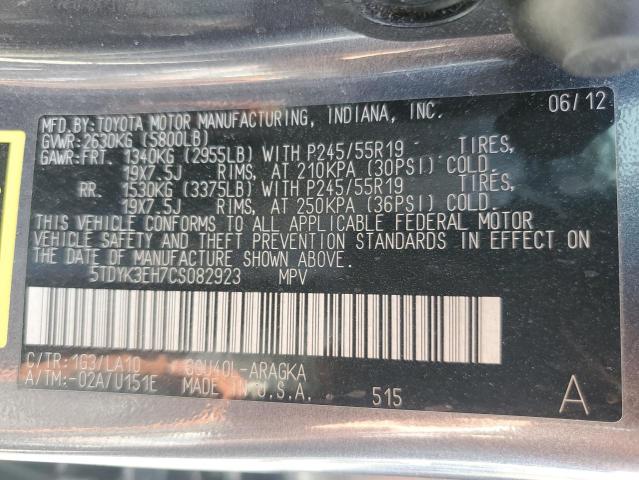 MFD.BY:TOYOTA MOTOR MANUFACTURING, INDIANA, INC. 06/12
GVWR:2630KG (5800LB)
GAWR:FRT. 1340KG (2955LB) WITH P245/55R19 TIRES,
19X7.5J RIMS, AT 210KPA (30PSI) COLD.
RR. 1530KG (3375LB) WITH P245/55R19 TIRES,
19X7.5J RIMS, AT 250KPA (36PSI) COLD.
THIS VEHICLE CONFORMS TO ALL APPLICABLE FEDERAL MOTOR
VEHICLE SAFETY AND THEFT PREVENTION STANDARDS IN EFFECT ON
THE DATE OF MANUFACTURE SHOWN ABOVE.
5TDYK3EH7CS082923 MPV
C/TR:1G3/LA10 GSU40L-ARAGKA
A/TM:-02A/U151E MADE IN U.S.A. 515 A